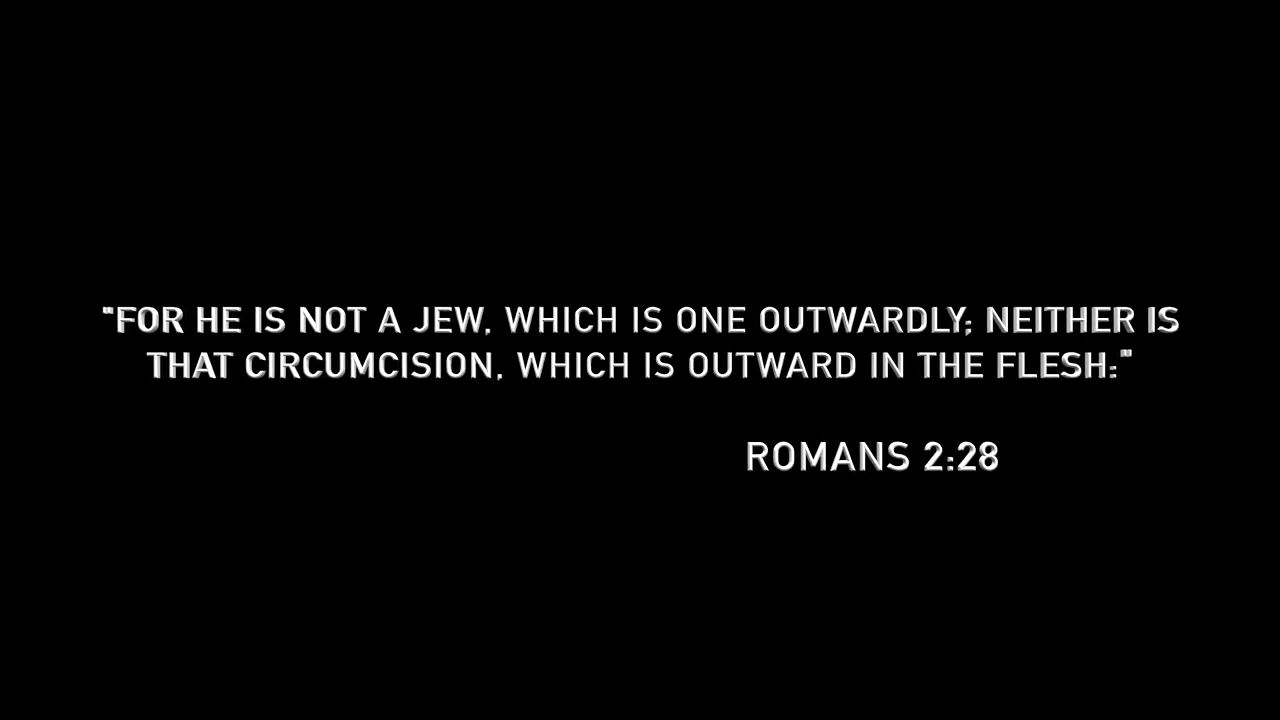 "FOR HE IS NOT A JEW, WHICH IS ONE OUTWARDLY; NEITHER IS
THAT CIRCUMCISION, WHICH IS OUTWARD IN THE FLESH:"
ROMANS 2:28